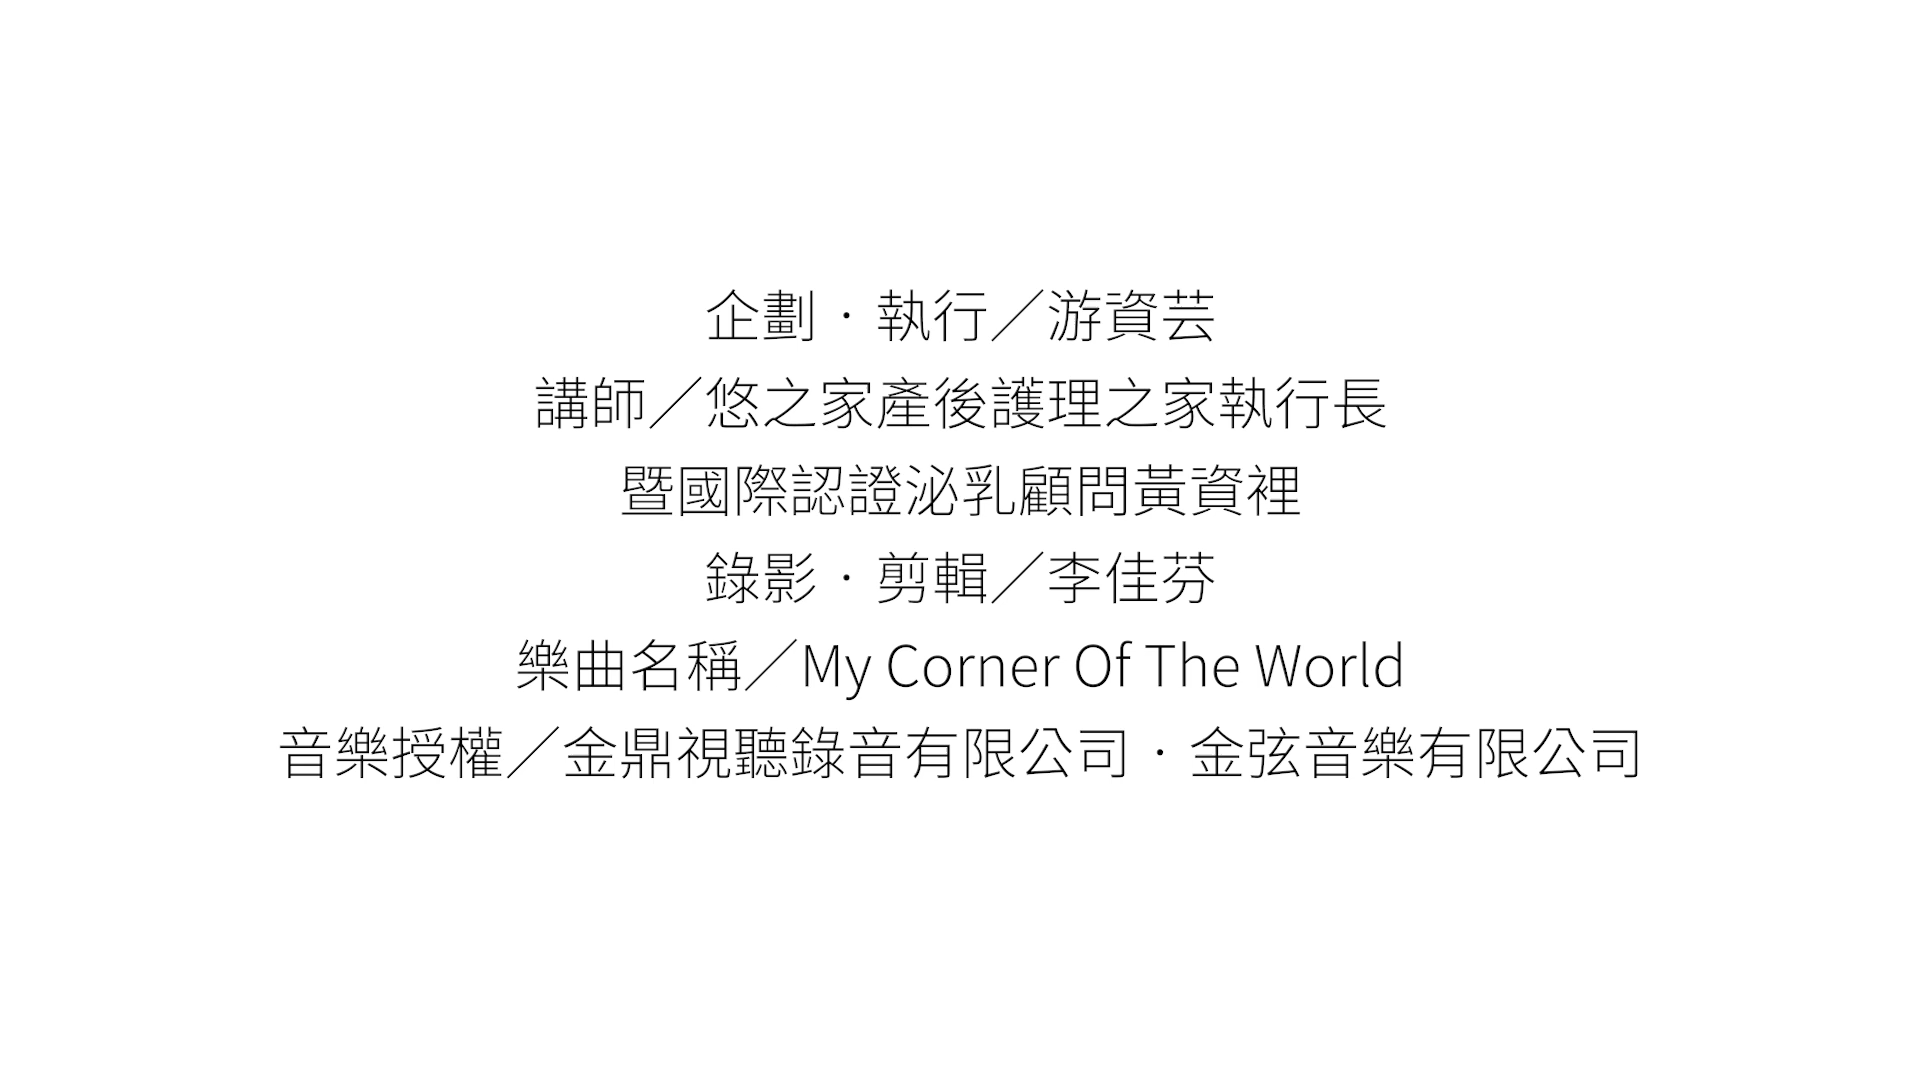 企劃．執行／游資芸
講師／悠之家產後護理之家執行長
暨國際認證泌乳顧問黃資裡
錄影．剪輯／李佳芬
樂曲名稱／My Corner Of The World
音樂授權／金鼎視聽錄音有限公司．金弦音樂有限公司